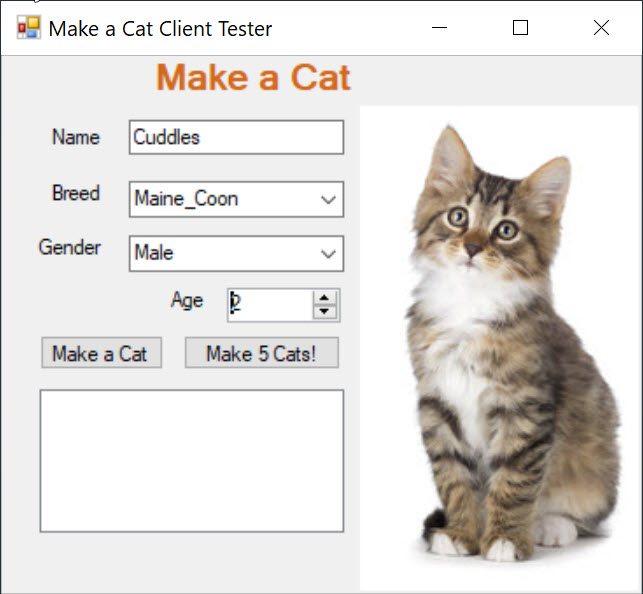 Make a Cat Client Tester
Make a Cat
Name Cuddles
Breed Maine_Coon
Gender Male
Age 2
Make a Cat Make 5 Cats!